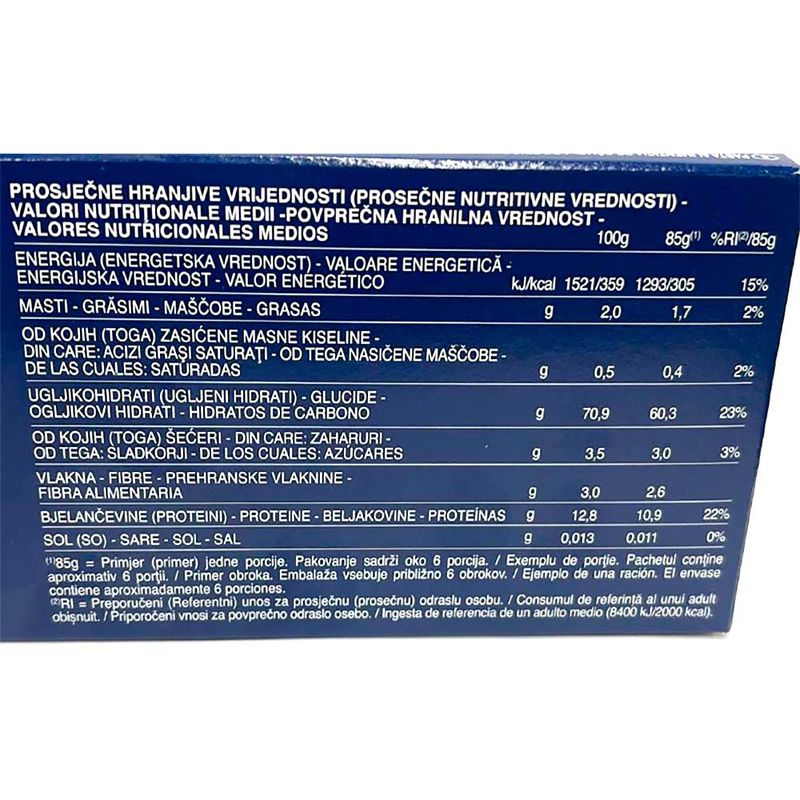 PROSJEČNE HRANJIVE VRIJEDNOSTI (PROSEČNE NUTRITIVNE VREDNOSTI) -
VALORI NUTRIȚIONALE MEDII -POVPREČNA HRANILNA VREDNOST -
VALORES NUTRICIONALES MEDIOS
100g 85g⁽¹⁾ %RI⁽²⁾/85g
ENERGIJA (ENERGETSKA VREDNOST) - VALOARE ENERGETICĂ -
ENERGIJSKA VREDNOST - VALOR ENERGÉTICO kJ/kcal 1521/359 1293/305 15%
MASTI - GRĂSIMI - MAŠČOBE - GRASAS g 2,0 1,7 2%
OD KOJIH (TOGA) ZASIĆENE MASNE KISELINE -
DIN CARE: ACIZI GRAȘI SATURAȚI - OD TEGA NASIČENE MAŠČOBE -
DE LAS CUALES: SATURADAS g 0,5 0,4 2%
UGLJIKOHIDRATI (UGLJENI HIDRATI) - GLUCIDE -
OGLJIKOVI HIDRATI - HIDRATOS DE CARBONO g 70,9 60,3 23%
OD KOJIH (TOGA) ŠEĆERI - DIN CARE: ZAHARURI -
OD TEGA: SLADKORJI - DE LOS CUALES: AZÚCARES g 3,5 3,0 3%
VLAKNA - FIBRE - PREHRANSKE VLAKNINE -
FIBRA ALIMENTARIA g 3,0 2,6
BJELANČEVINE (PROTEINI) - PROTEINE - BELJAKOVINE - PROTEÍNAS g 12,8 10,9 22%
SOL (SO) - SARE - SOL - SAL g 0,013 0,011 0%
⁽¹⁾85g = Primjer (primer) jedne porcije. Pakovanje sadrži oko 6 porcija. / Exemplu de porție. Pachetul conține
aproximativ 6 porții. / Primer obroka. Embalaža vsebuje približno 6 obrokov. / Ejemplo de una ración. El envase
contiene aproximadamente 6 porciones.
⁽²⁾RI = Preporučeni (Referentni) unos za prosječnu (prosečnu) odraslu osobu. / Consumul de referință al unui adult
obișnuit. / Priporočeni vnosi za povprečno odraslo osebo. / Ingesta de referencia de un adulto medio (8400 kJ/2000 kcal).